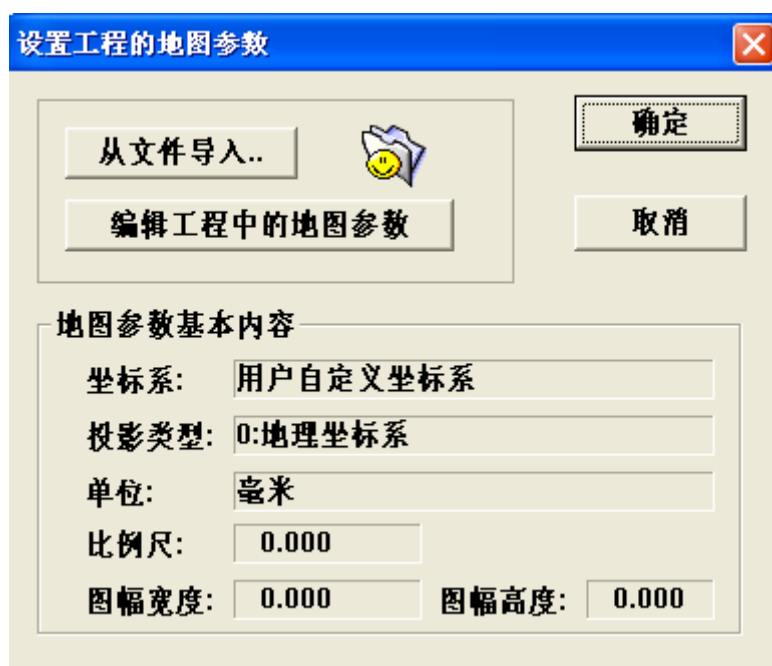 设置工程的地图参数
从文件导入..
确定
编辑工程中的地图参数
取消
地图参数基本内容
坐标系: 用户自定义坐标系
投影类型: 0:地理坐标系
单位: 毫米
比例尺: 0.000
图幅宽度: 0.000 图幅高度: 0.000